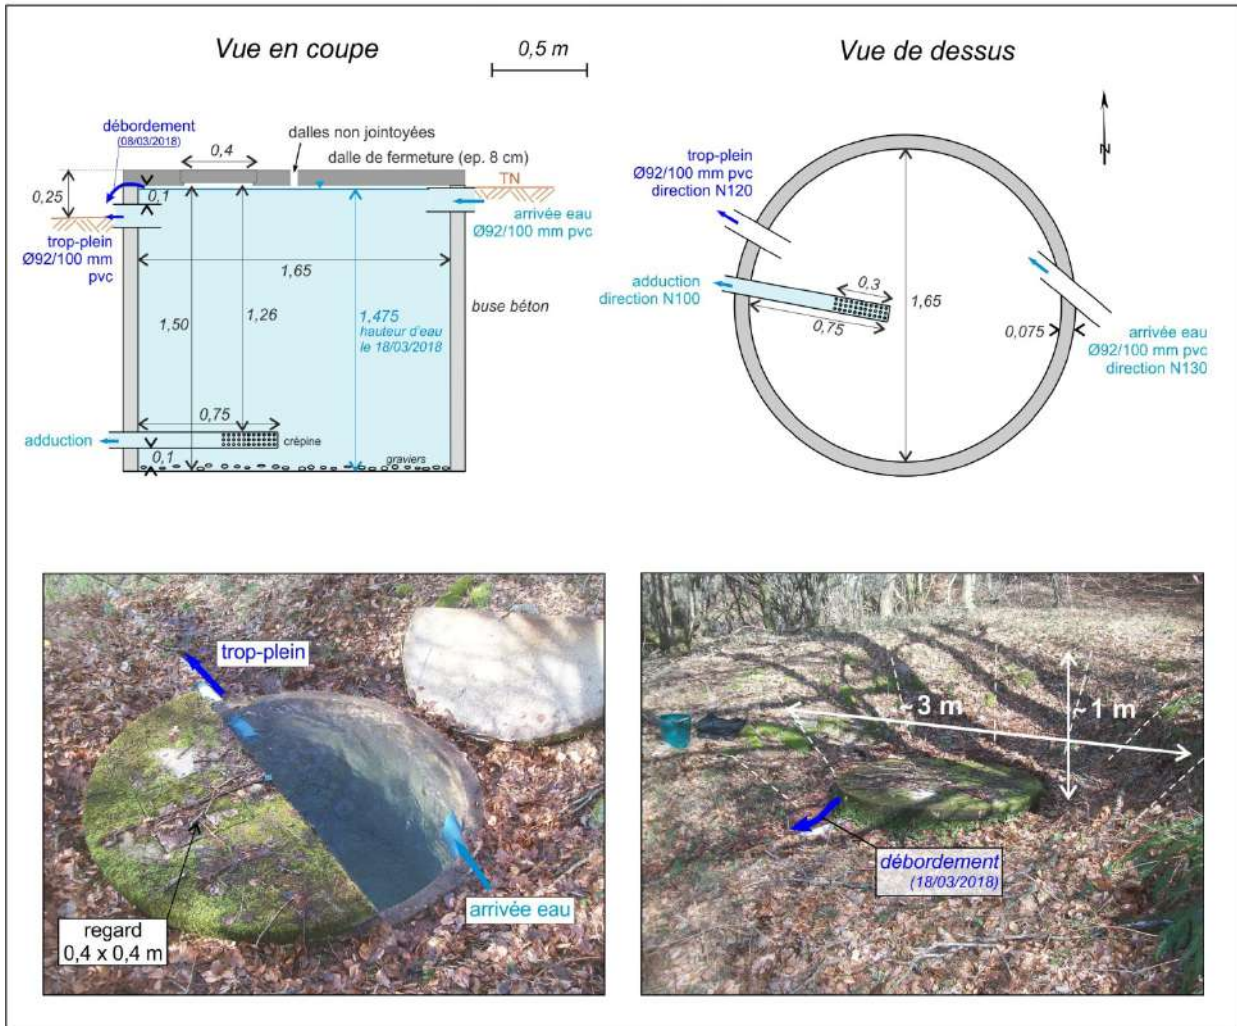 Vue en coupe
0,5 m
Vue de dessus
débordement
(08/03/2018)
dalles non jointoyées
0,4
dalle de fermeture (ep. 8 cm)
0,25
0,1
TN
arrivée eau
Ø92/100 mm pvc
trop-plein
Ø92/100 mm
pvc
1,65
buse béton
1,50
1,26
1,475
hauteur d'eau
le 18/03/2018
0,75
adduction
crépine
0,1
graviers
N
trop-plein
Ø92/100 mm pvc
direction N120
adduction
direction N100
0,3
1,65
0,75
0,075
arrivée eau
Ø92/100 mm pvc
direction N130
trop-plein
regard
0,4 x 0,4 m
arrivée eau
~3 m
~1 m
débordement
(18/03/2018)